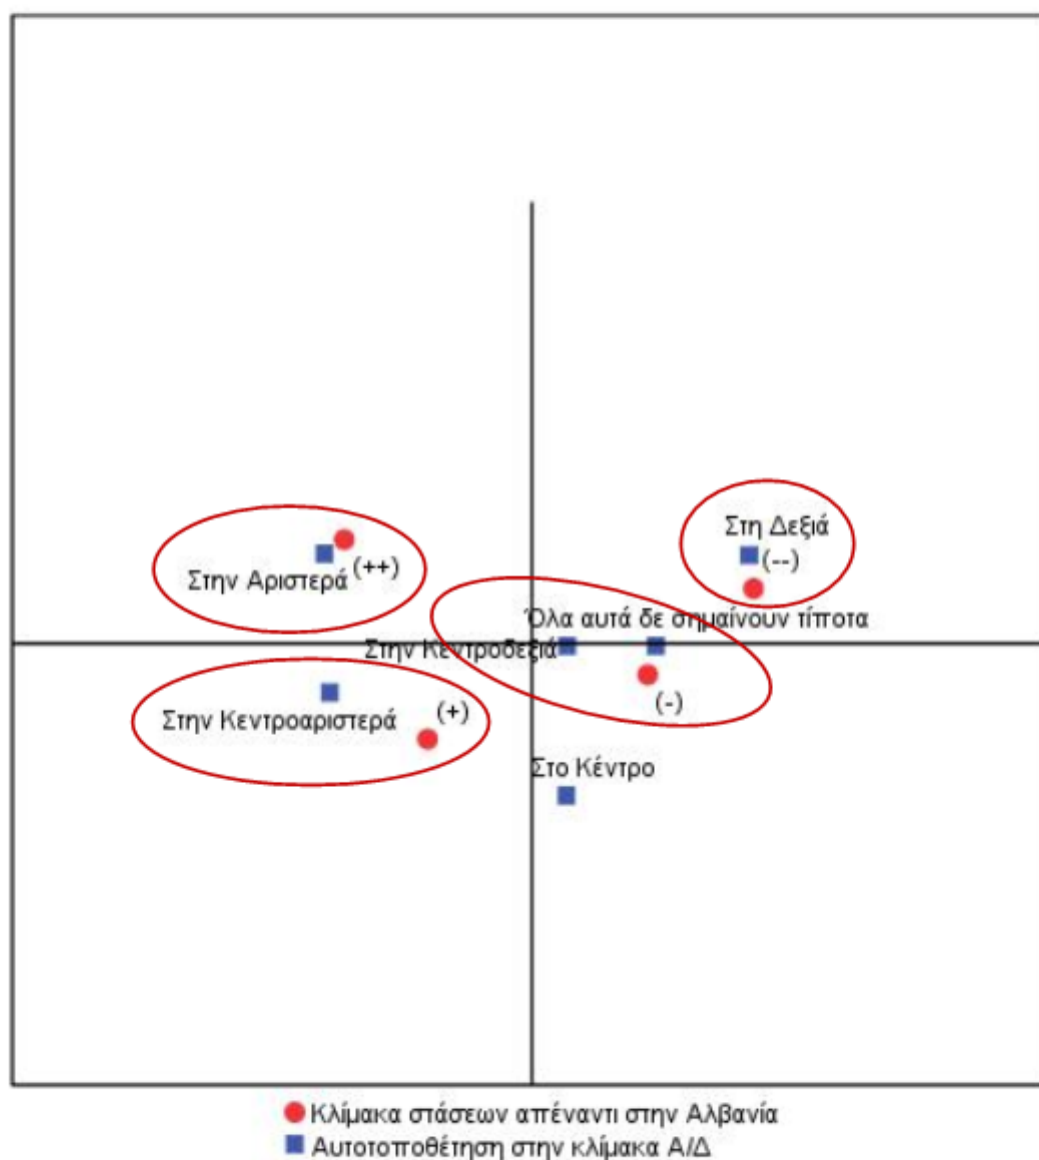 Στη Δεξιά
(--)
(++)
Στην Αριστερά
Όλα αυτά δε σημαίνουν τίποτα
Στην Κεντροδεξιά
(-)
(+)
Στην Κεντροαριστερά
Στο Κέντρο
Κλίμακα στάσεων απέναντι στην Αλβανία
Αυτοτοποθέτηση στην κλίμακα Α/Δ